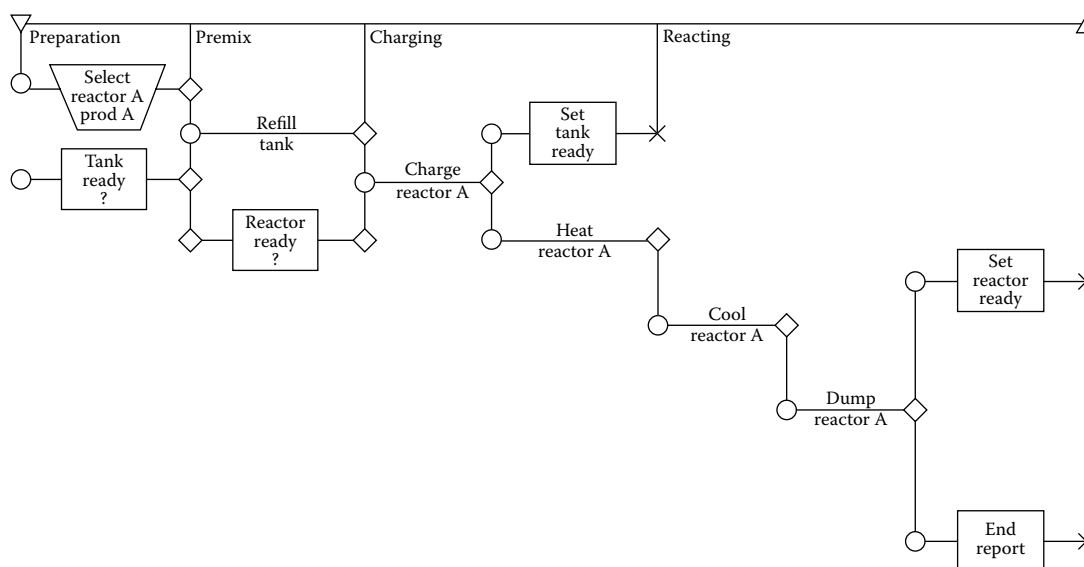 Preparation
Premix
Charging
Reacting
Select
reactor A
prod A
Refill
tank
Set
tank
ready
Tank
ready
?
Charge
reactor A
Reactor
ready
?
Heat
reactor A
Set
reactor
ready
Cool
reactor A
Dump
reactor A
End
report